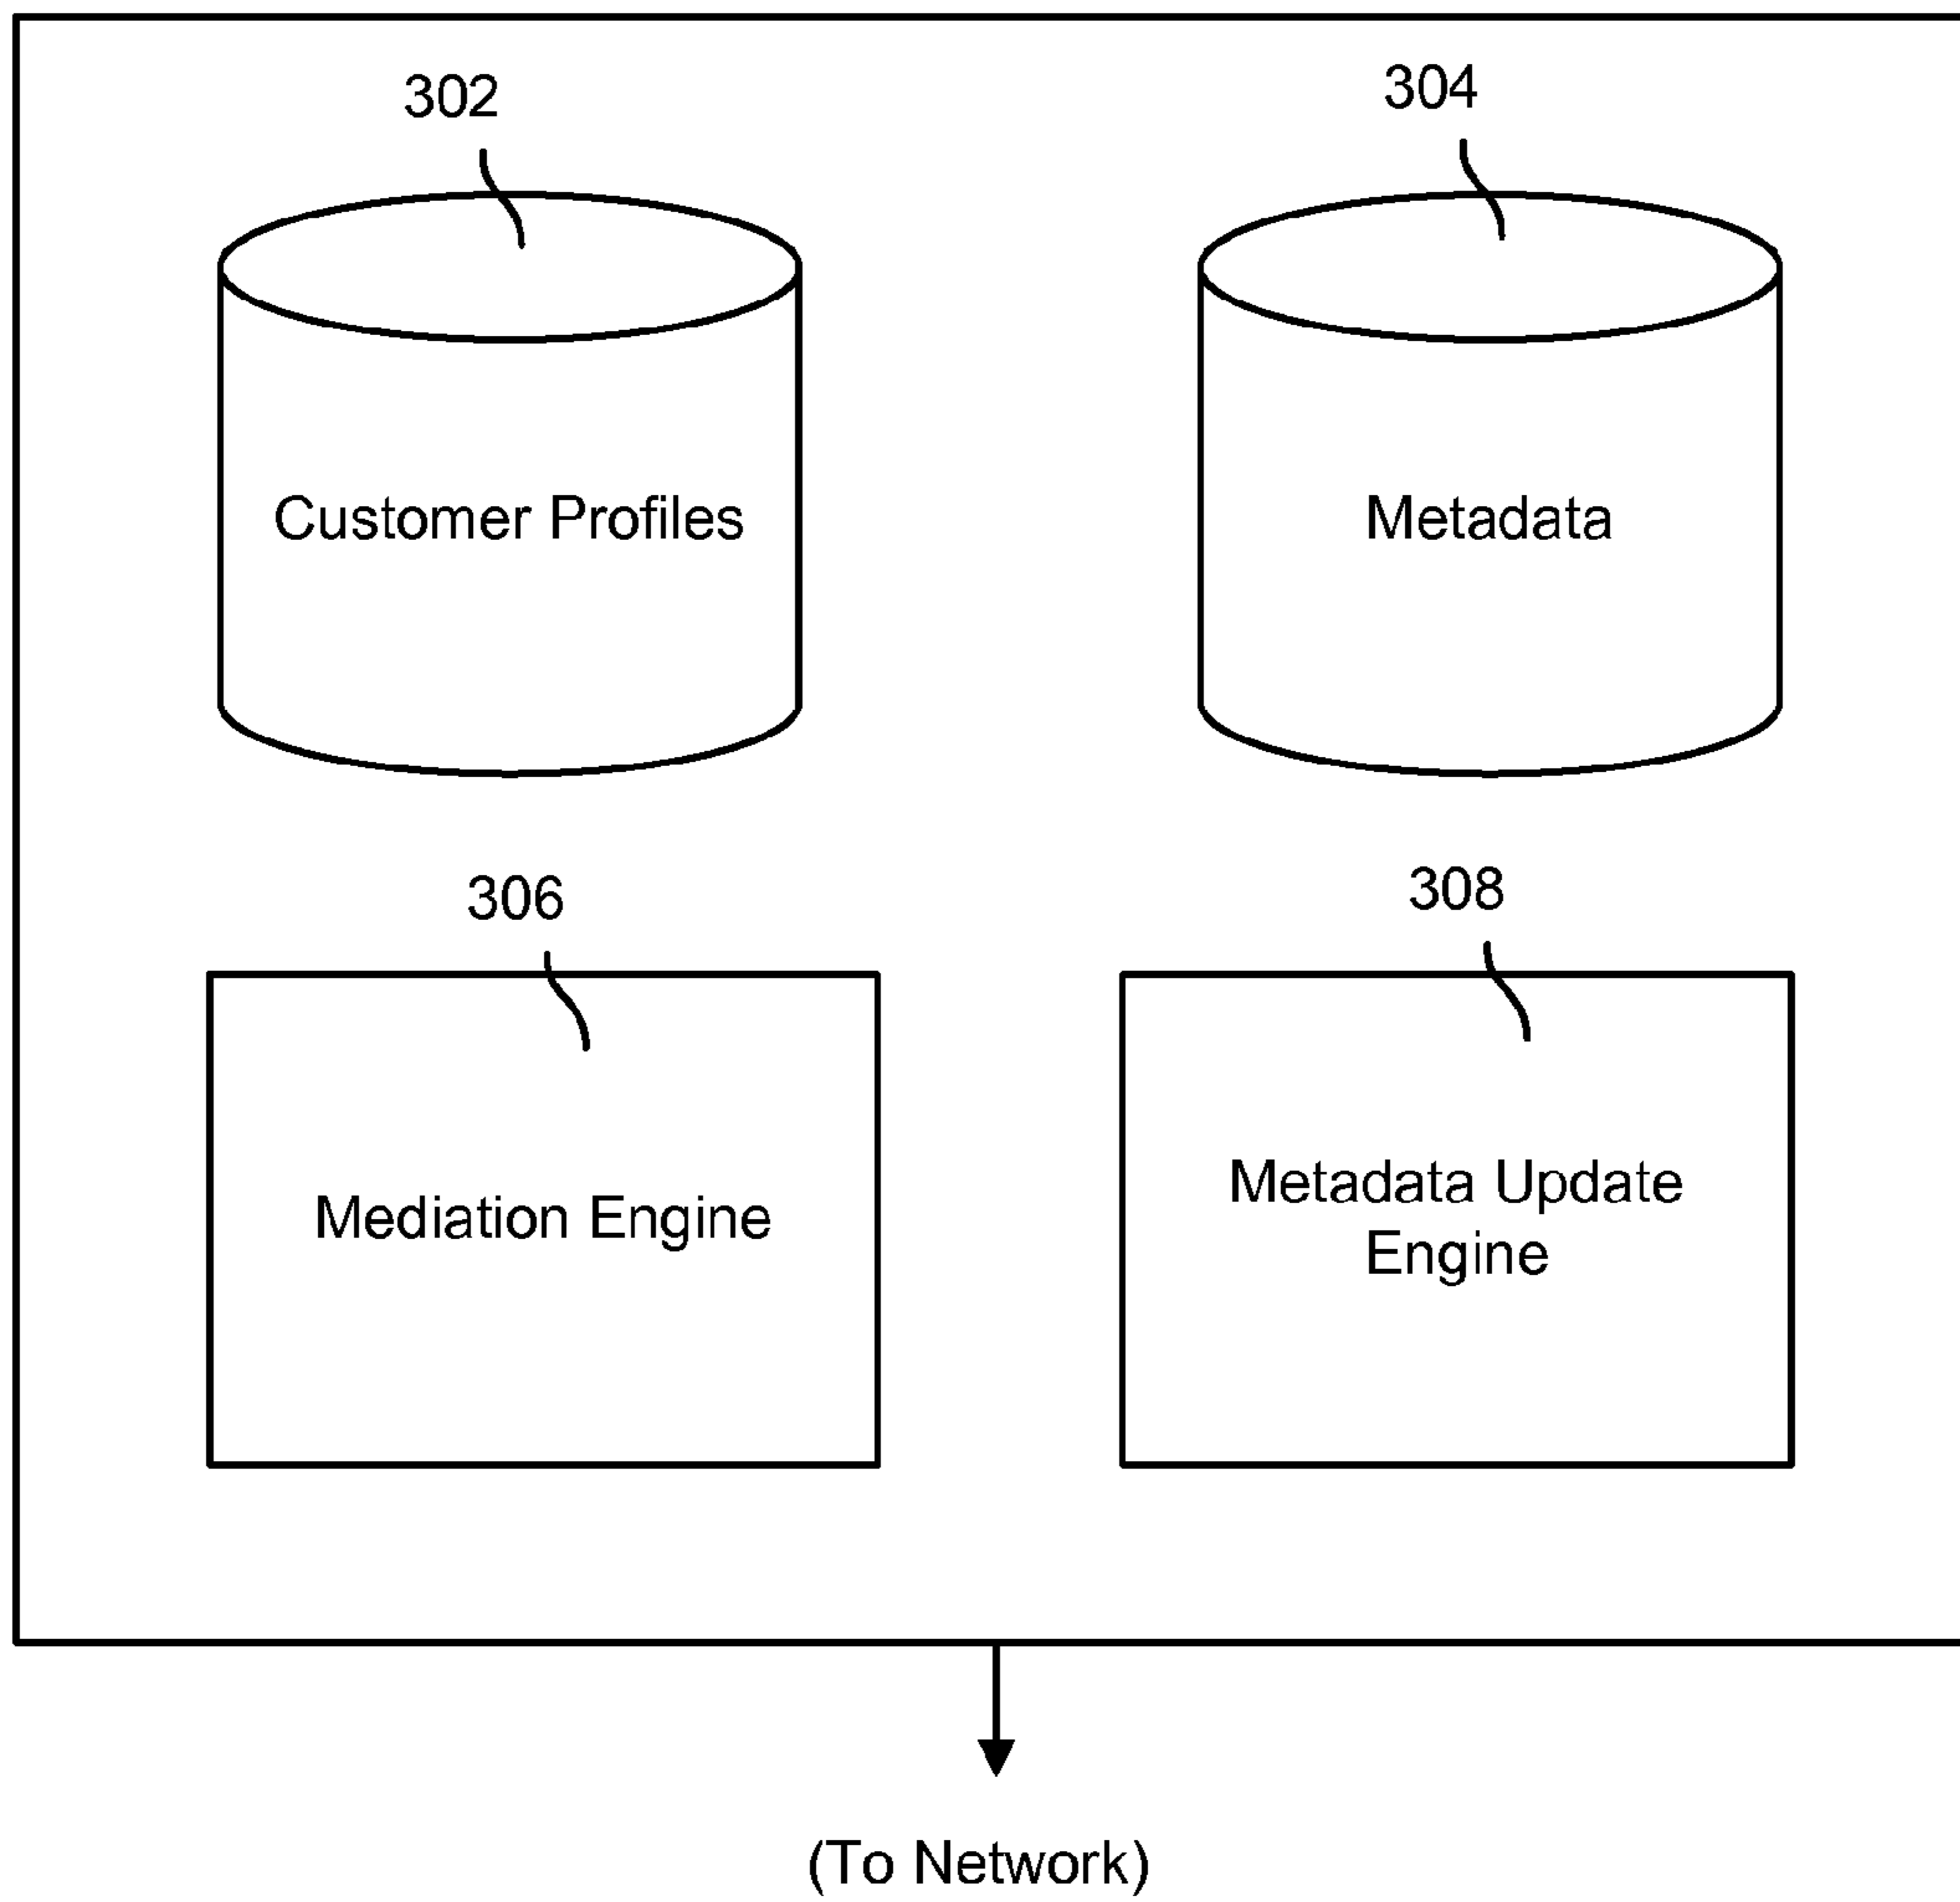 302
304
Customer Profiles
Metadata
306
308
Mediation Engine
Metadata Update
Engine
(To Network)